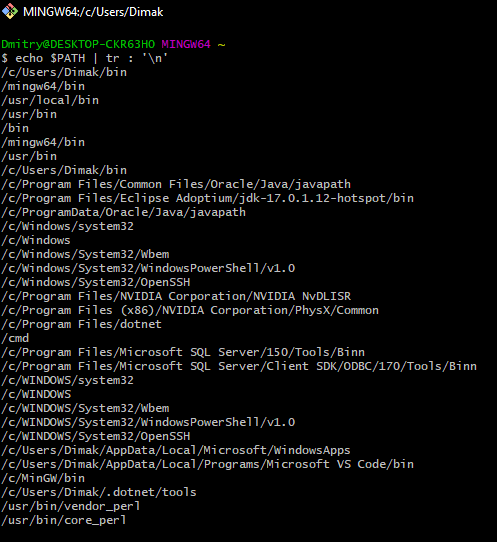 MINGW64:/c/Users/Dimak
Dmitry@DESKTOP-CKR63HO MINGW64 ~
$ echo $PATH | tr : '\n'
/c/Users/Dimak/bin
/mingw64/bin
/usr/local/bin
/usr/bin
/bin
/mingw64/bin
/usr/bin
/c/Users/Dimak/bin
/c/Program Files/Common Files/Oracle/Java/javapath
/c/Program Files/Eclipse Adoptium/jdk-17.0.1.12-hotspot/bin
/c/ProgramData/Oracle/Java/javapath
/c/Windows/system32
/c/Windows
/c/Windows/System32/Wbem
/c/Windows/System32/WindowsPowerShell/v1.0
/c/Windows/System32/OpenSSH
/c/Program Files/NVIDIA Corporation/NVIDIA NvDLISR
/c/Program Files (x86)/NVIDIA Corporation/PhysX/Common
/c/Program Files/dotnet
/cmd
/c/Program Files/Microsoft SQL Server/150/Tools/Binn
/c/Program Files/Microsoft SQL Server/Client SDK/ODBC/170/Tools/Binn
/c/WINDOWS/system32
/c/WINDOWS
/c/WINDOWS/System32/Wbem
/c/WINDOWS/System32/WindowsPowerShell/v1.0
/c/WINDOWS/System32/OpenSSH
/c/Users/Dimak/AppData/Local/Microsoft/WindowsApps
/c/Users/Dimak/AppData/Local/Programs/Microsoft VS Code/bin
/c/MinGW/bin
/c/Users/Dimak/.dotnet/tools
/usr/bin/vendor_perl
/usr/bin/core_perl